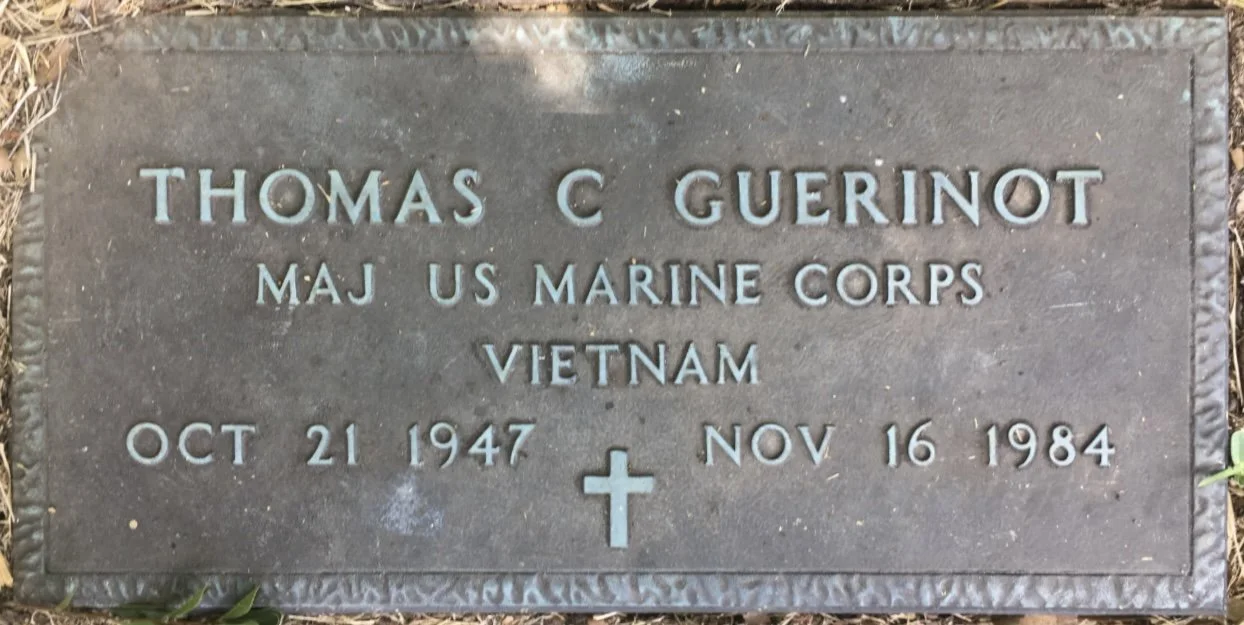 THOMAS C GUERINOT
MAJ US MARINE CORPS
VIETNAM
OCT 21 1947 NOV 16 1984